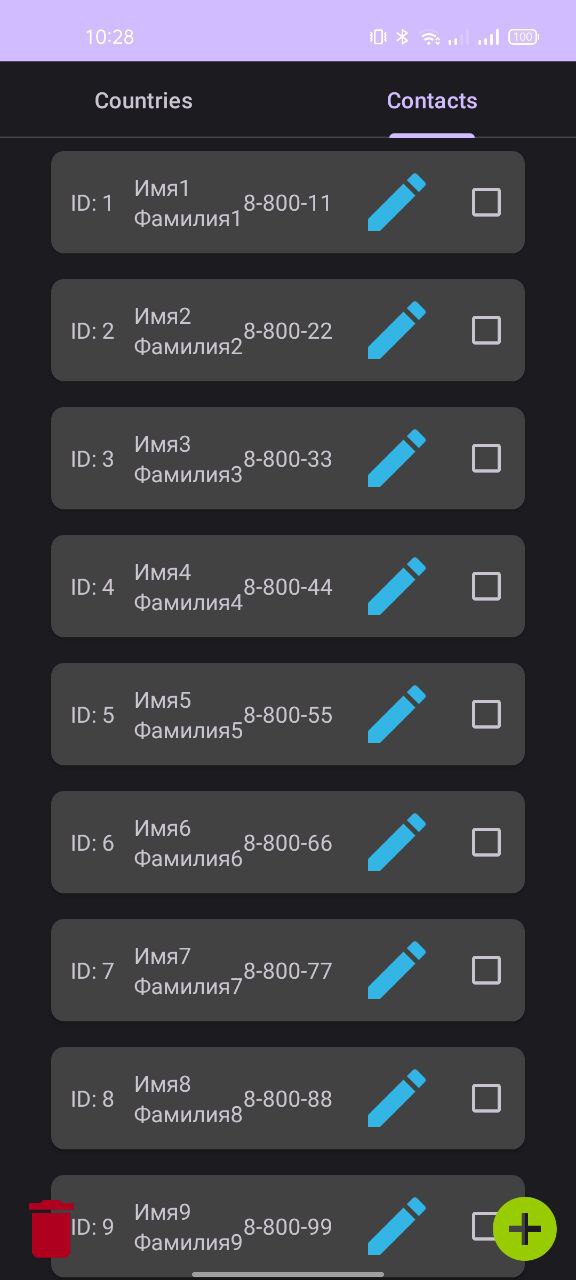 10:28
100
Countries
Contacts
ID: 1
Имя1
Фамилия1
8-800-11
ID: 2
Имя2
Фамилия2
8-800-22
ID: 3
Имя3
Фамилия3
8-800-33
ID: 4
Имя4
Фамилия4
8-800-44
ID: 5
Имя5
Фамилия5
8-800-55
ID: 6
Имя6
Фамилия6
8-800-66
ID: 7
Имя7
Фамилия7
8-800-77
ID: 8
Имя8
Фамилия8
8-800-88
ID: 9
Имя9
Фамилия9
8-800-99